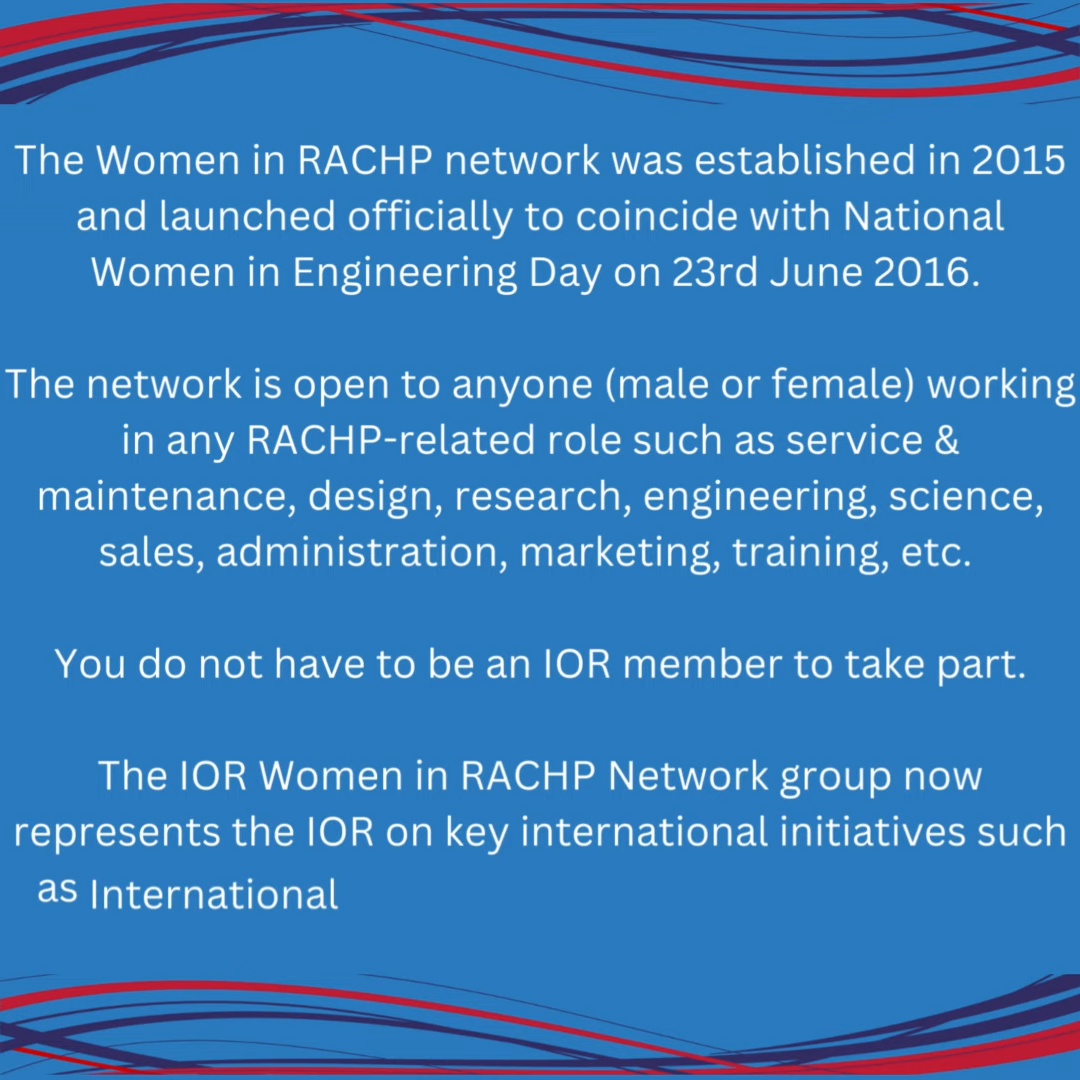 The Women in RACHP network was established in 2015
and launched officially to coincide with National
Women in Engineering Day on 23rd June 2016.
The network is open to anyone (male or female) working
in any RACHP-related role such as service &
maintenance, design, research, engineering, science,
sales, administration, marketing, training, etc.
You do not have to be an IOR member to take part.
The IOR Women in RACHP Network group now
represents the IOR on key international initiatives such
as International